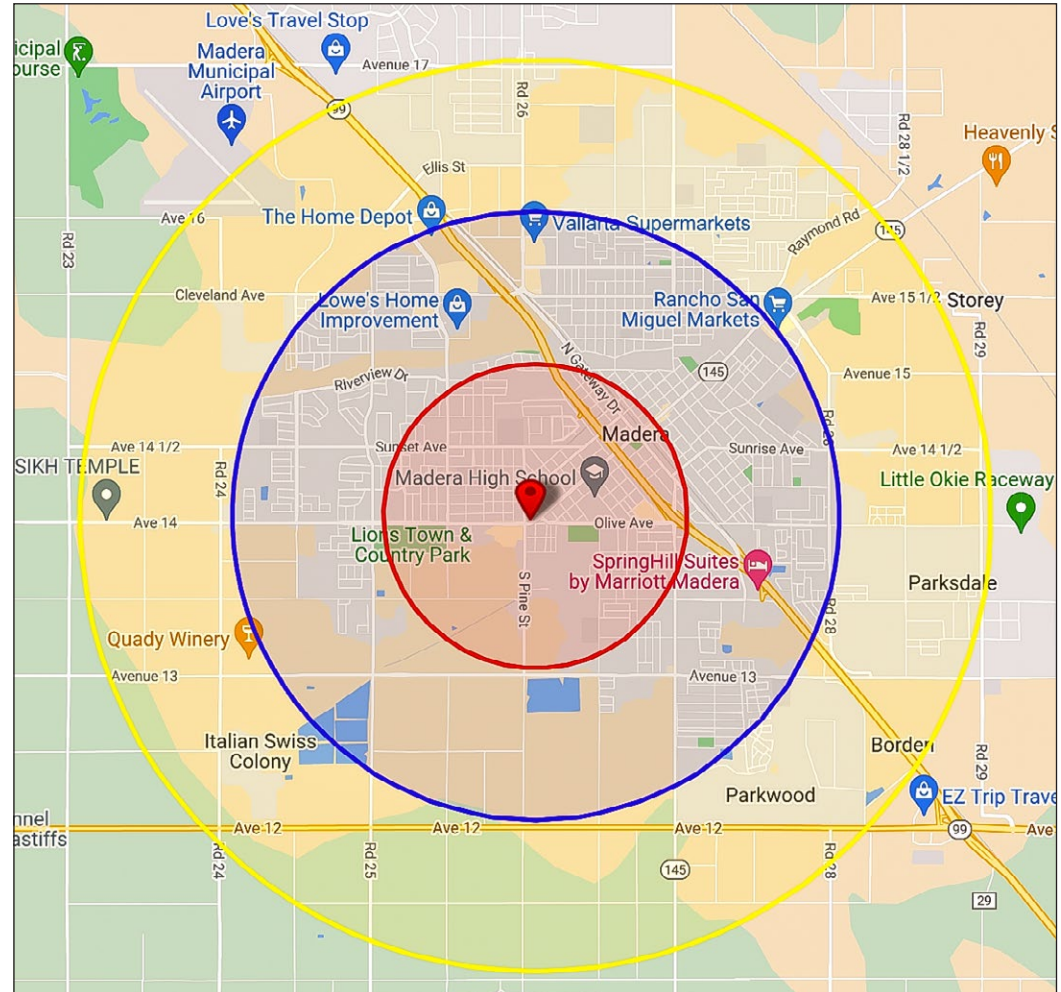 Love's Travel Stop
icipal
ourse
Madera
Municipal
Airport
Avenue 17
99
Rd 26
Rd 28 1/2
Heavenly S
Ellis St
Ave 16
The Home Depot
Vallarta Supermarkets
Raymond Rd
145
Rd 23
Cleveland Ave
Lowe's Home
Improvement
Rancho San
Miguel Markets
Ave 15 1/2
Storey
Rd 29
N Gateway Dr
145
Riverview Dr
Avenue 15
Rd 28
Madera
Ave 14 1/2
Sunset Ave
Sunrise Ave
Ave 14 1/2
SIKH TEMPLE
Rd 24
Madera High School
Little Okie Raceway
Ave 14
Olive Ave
Lions Town &
Country Park
SpringHill Suites
by Marriott Madera
Parksdale
S Pine St
Rd 28
Quady Winery
Avenue 13
Avenue 13
Italian Swiss
Colony
Borden
Rd 29
Parkwood
EZ Trip Trave
nnel
astiffs
Ave 12
Ave 12
Ave 12
99
Ave
Rd 24
Rd 25
145
Rd 28
29